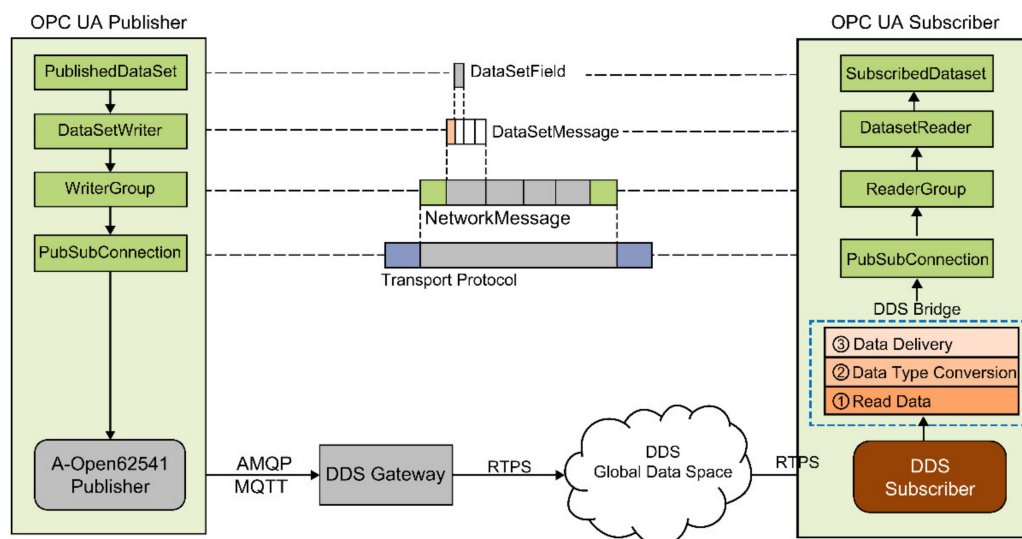 OPC UA Publisher
OPC UA Subscriber
PublishedDataSet
DataSetField
SubscribedDataset
DataSetWriter
DataSetMessage
DatasetReader
WriterGroup
NetworkMessage
ReaderGroup
PubSubConnection
Transport Protocol
PubSubConnection
DDS Bridge
③ Data Delivery
② Data Type Conversion
① Read Data
A-Open62541
Publisher
AMQP
MQTT
DDS Gateway
RTPS
DDS
Global Data Space
RTPS
DDS
Subscriber